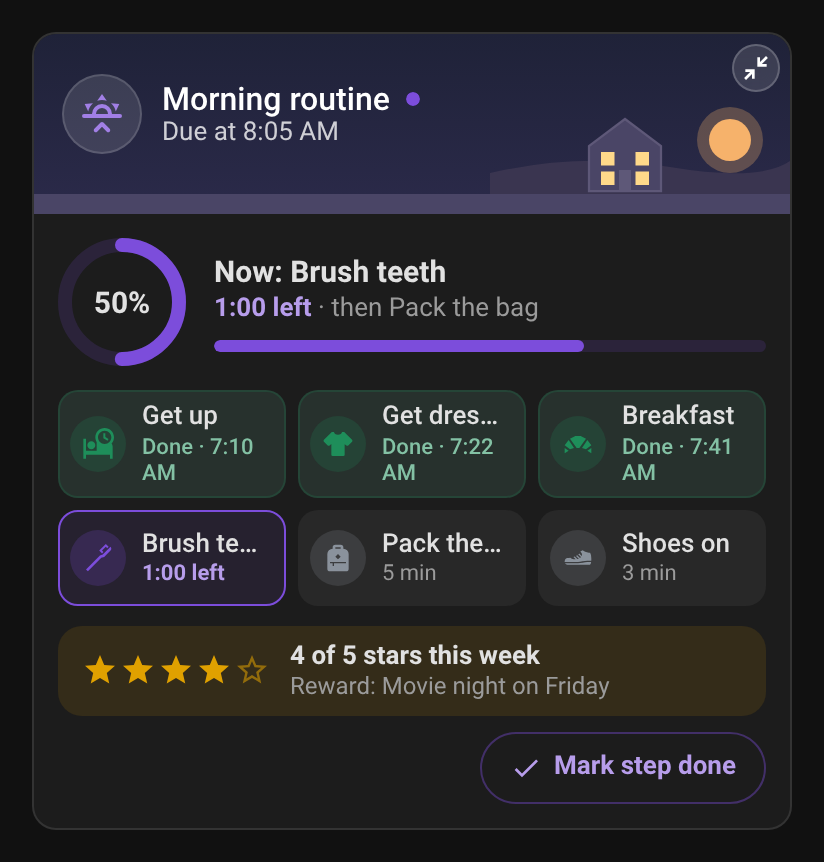 Morning routine
Due at 8:05 AM
50%
Now: Brush teeth
1:00 left · then Pack the bag
Get up
Done · 7:10
AM
Get dres...
Done · 7:22
AM
Breakfast
Done · 7:41
AM
Brush te...
1:00 left
Pack the...
5 min
Shoes on
3 min
4 of 5 stars this week
Reward: Movie night on Friday
Mark step done